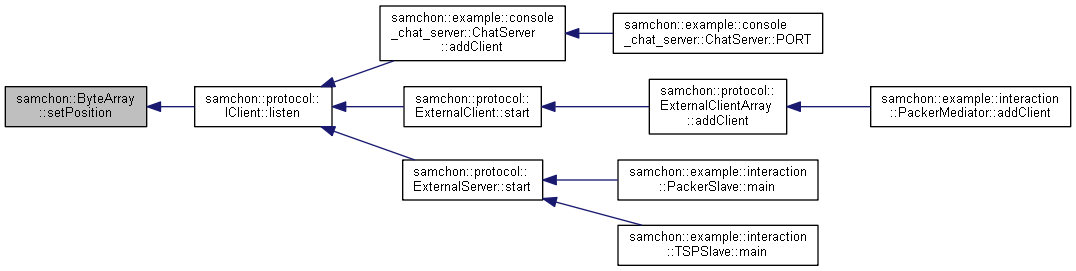 samchon::ByteArray
::setPosition
samchon::protocol::
IClient::listen
samchon::example::console
_chat_server::ChatServer
::addClient
samchon::example::console
_chat_server::ChatServer::PORT
samchon::protocol::
ExternalClient::start
samchon::protocol::
ExternalClientArray
::addClient
samchon::example::interaction
::PackerMediator::addClient
samchon::protocol::
ExternalServer::start
samchon::example::interaction
::PackerSlave::main
samchon::example::interaction
::TSPSlave::main